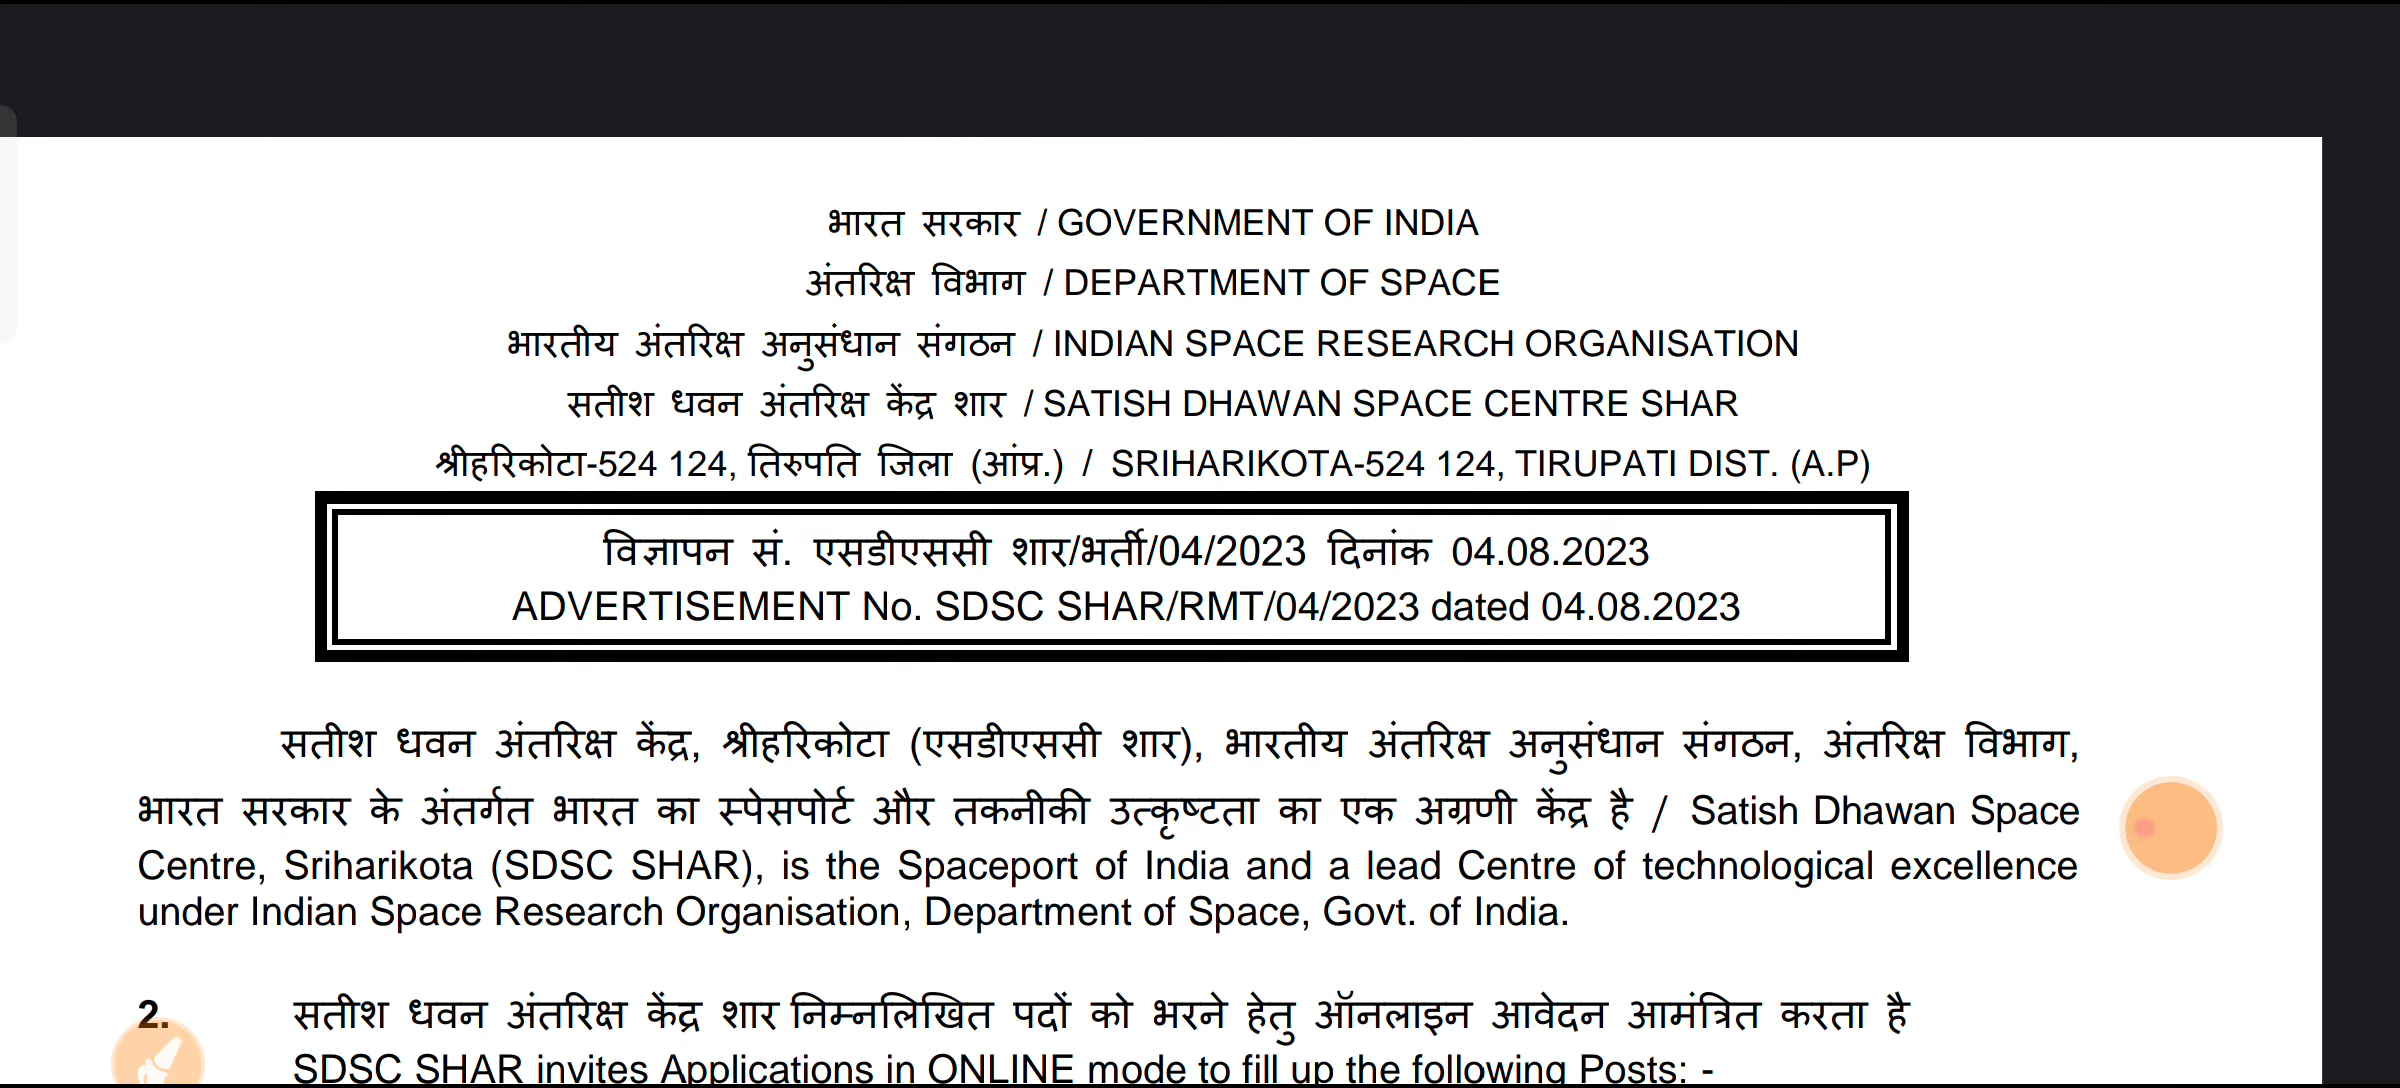 भारत सरकार / GOVERNMENT OF INDIA
अंतरिक्ष विभाग / DEPARTMENT OF SPACE
भारतीय अंतरिक्ष अनुसंधान संगठन / INDIAN SPACE RESEARCH ORGANISATION
सतीश धवन अंतरिक्ष केंद्र शार / SATISH DHAWAN SPACE CENTRE SHAR
श्रीहरिकोटा-524 124, तिरुपति जिला (आंप्र.) / SRIHARIKOTA-524 124, TIRUPATI DIST. (A.P)
विज्ञापन सं. एसडीएससी शार/भर्ती/04/2023 दिनांक 04.08.2023
ADVERTISEMENT No. SDSC SHAR/RMT/04/2023 dated 04.08.2023
सतीश धवन अंतरिक्ष केंद्र, श्रीहरिकोटा (एसडीएससी शार), भारतीय अंतरिक्ष अनुसंधान संगठन, अंतरिक्ष विभाग,
भारत सरकार के अंतर्गत भारत का स्पेसपोर्ट और तकनीकी उत्कृष्टता का एक अग्रणी केंद्र है / Satish Dhawan Space
Centre, Sriharikota (SDSC SHAR), is the Spaceport of India and a lead Centre of technological excellence
under Indian Space Research Organisation, Department of Space, Govt. of India.
2. सतीश धवन अंतरिक्ष केंद्र शार निम्नलिखित पदों को भरने हेतु ऑनलाइन आवेदन आमंत्रित करता है
SDSC SHAR invites Applications in ONLINE mode to fill up the following Posts: -